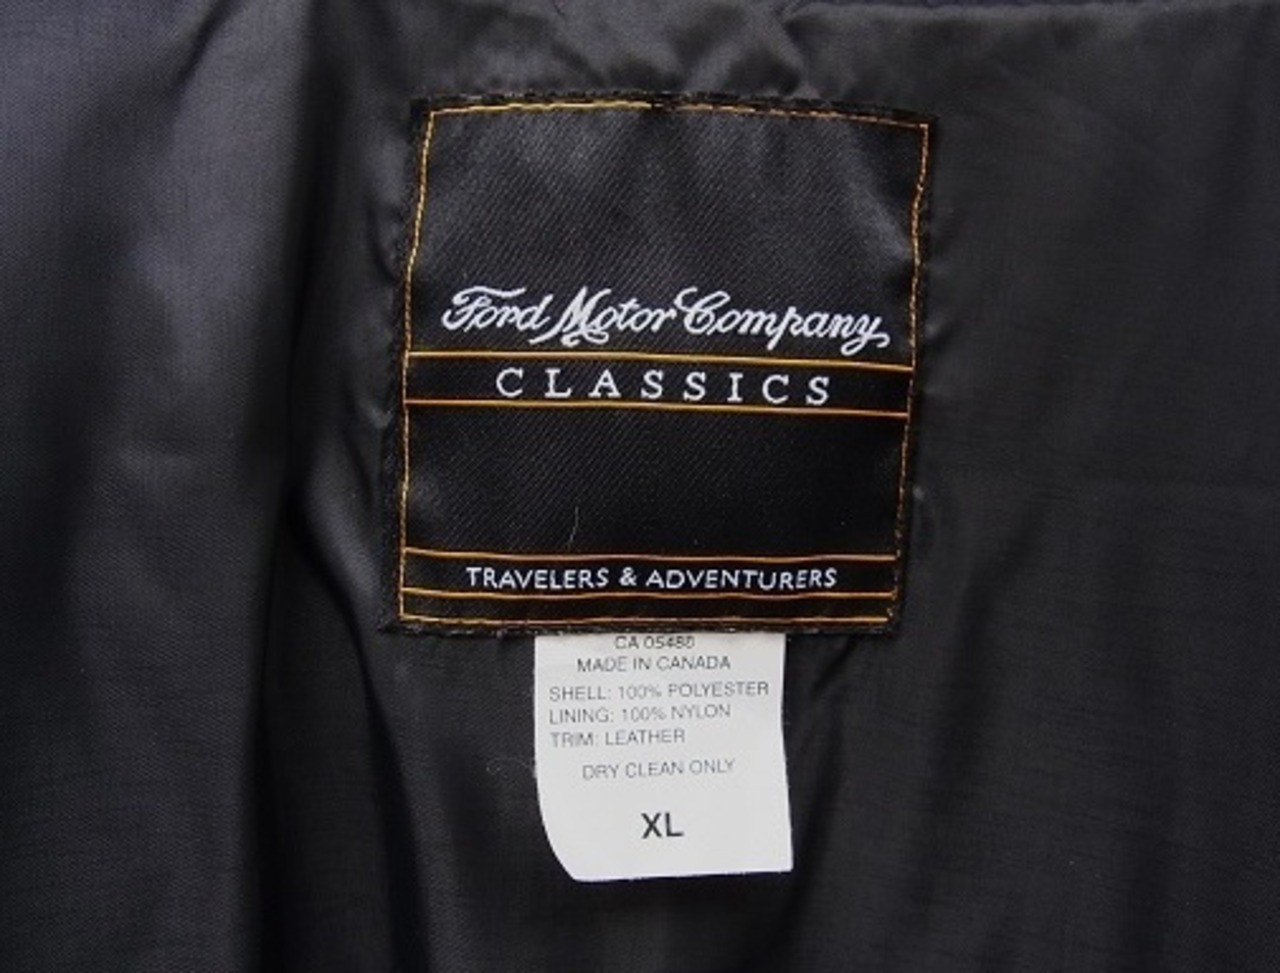 Ford Motor Company
CLASSICS
TRAVELERS & ADVENTURERS
CA 05480
MADE IN CANADA
SHELL: 100% POLYESTER
LINING: 100% NYLON
TRIM: LEATHER
DRY CLEAN ONLY
XL